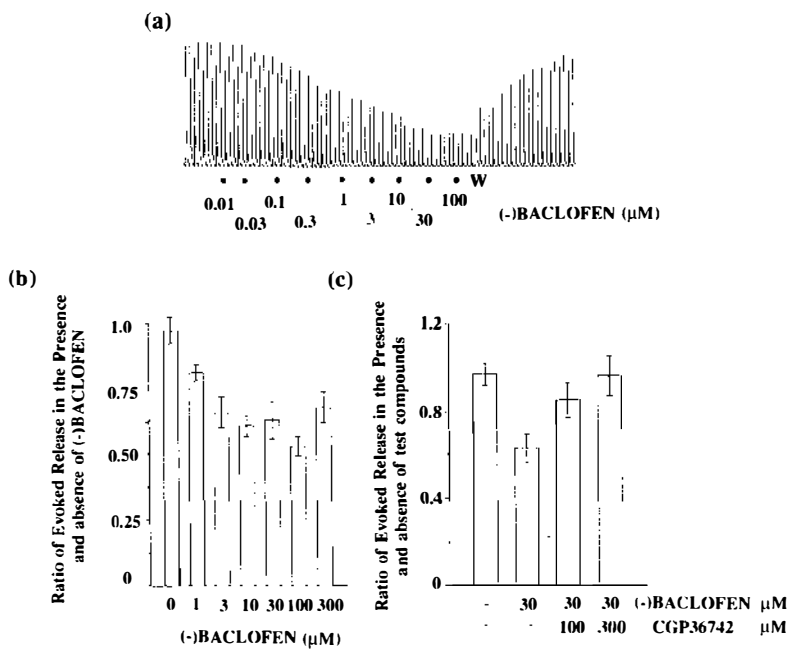 (a)
W
0.01 0.1 1 10 100
0.03 0.3 3 30
(-)BACLOFEN (µM)
(b)
Ratio of Evoked Release in the Presence
and absence of (-)BACLOFEN
1.0
0.75
0.50
0.25
0
0 1 3 10 30 100 300
(-)BACLOFEN (µM)
(c)
Ratio of Evoked Release in the Presence
and absence of test compounds
1.2
0.8
0.4
0
- 30 30 30 (-)BACLOFEN µM
- - 100 300 CGP36742 µM